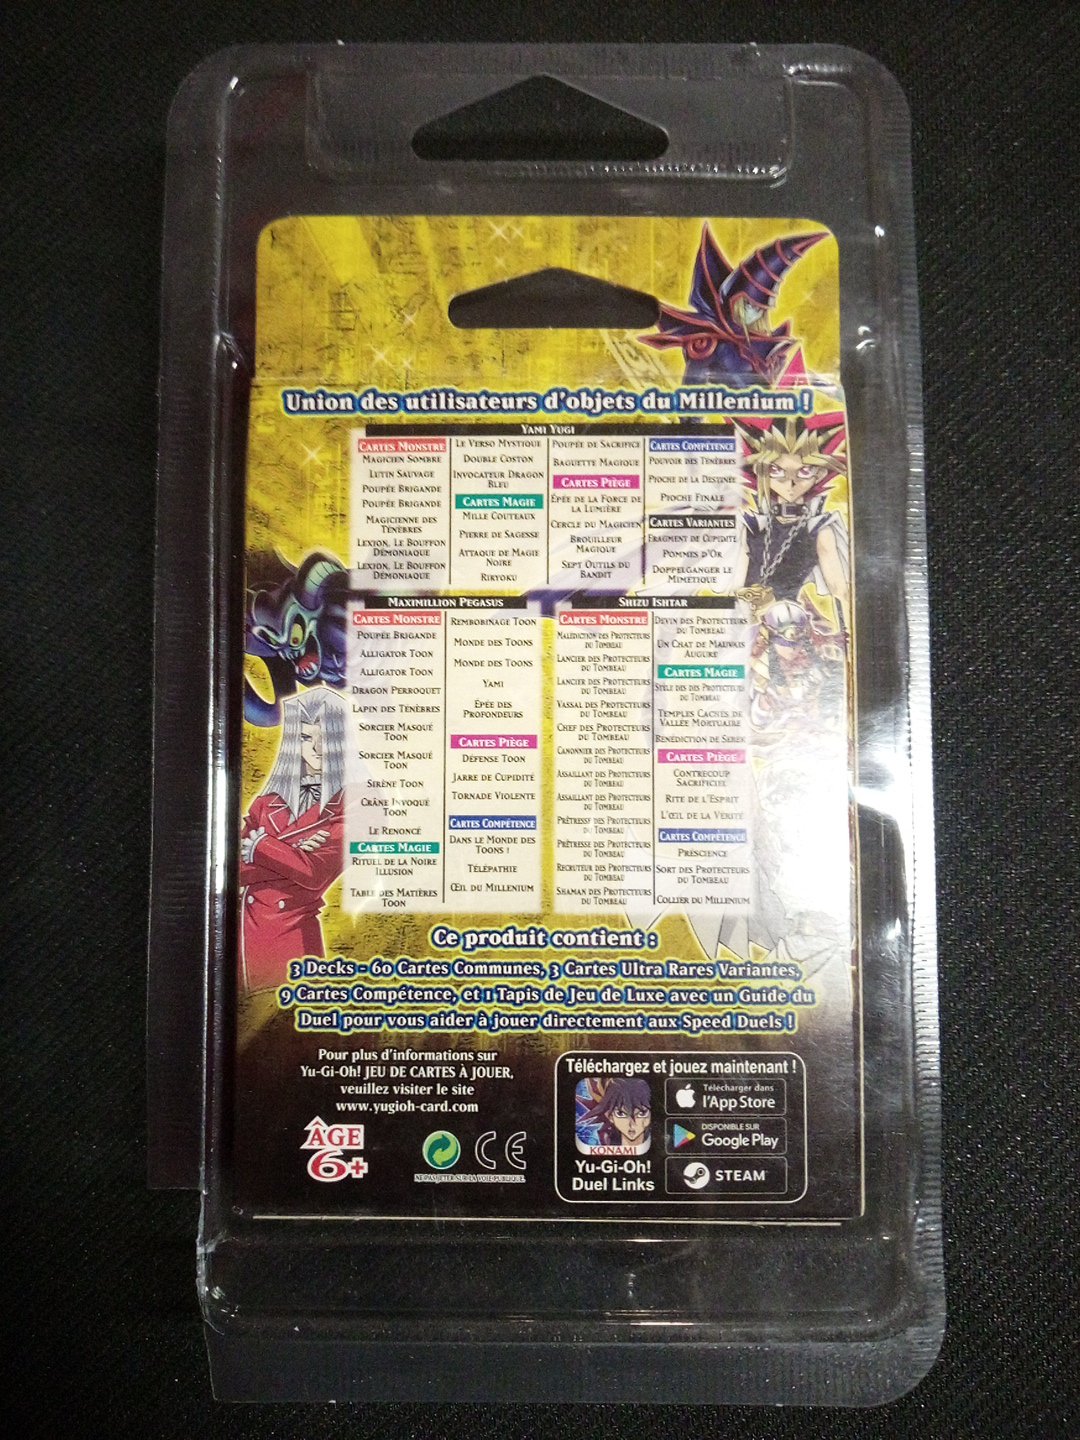 Union des utilisateurs d'objets du Millenium !
Yami Yugi
Cartes Monstre
Magicien Sombre
Lutin Sauvage
Poupée Brigande
Poupée Brigande
Magicienne des
Ténèbres
Lexion, Le Bouffon
Démoniaque
Lexion, Le Bouffon
Démoniaque
Le Verso Mystique
Double Coston
Invocateur Dragon
Bleu
Cartes Magie
Mille Couteaux
Pierre de Sagesse
Attaque de Magie
Noire
Riryoku
Poupée de Sacrifice
Baguette Magique
Cartes Piège
Épée de la Force de
la Lumière
Cercle du Magicien
Brouilleur
Magique
Sept Outils du
Bandit
Cartes Compétence
Pouvoir des Ténèbres
Pioche de la Destinée
Pioche Finale
Cartes Variantes
Fragment de Cupidité
Pommes d'Or
Doppelganger le
Mimétique
Maximillion Pegasus
Cartes Monstre
Poupée Brigande
Alligator Toon
Alligator Toon
Dragon Perroquet
Lapin des Ténèbres
Sorcier Masqué
Toon
Sorcier Masqué
Toon
Sirène Toon
Crâne Invoqué
Toon
Le Renoncé
Cartes Magie
Rituel de la Noire
Illusion
Table des Matières
Toon
Rembobinage Toon
Monde des Toons
Monde des Toons
Yami
Épée des
Profondeurs
Cartes Piège
Défense Toon
Jarre de Cupidité
Tornade Violente
Cartes Compétence
Dans le Monde des
Toons !
Télépathie
Œil du Millenium
Shizu Ishtar
Cartes Monstre
Malédiction des Protecteurs
du Tombeau
Lancier des Protecteurs
du Tombeau
Lancier des Protecteurs
du Tombeau
Vassal des Protecteurs
du Tombeau
Chef des Protecteurs
du Tombeau
Canonnier des Protecteurs
du Tombeau
Assaillant des Protecteurs
du Tombeau
Assaillant des Protecteurs
du Tombeau
Prêtresse des Protecteurs
du Tombeau
Prêtresse des Protecteurs
du Tombeau
Recruteur des Protecteurs
du Tombeau
Shaman des Protecteurs
du Tombeau
Devin des Protecteurs
du Tombeau
Un Chat de Mauvais
Augure
Cartes Magie
Stèle des des Protecteurs
du Tombeau
Temples Cachés de
Vallée Mortuaire
Bénédiction de Sebek
Cartes Piège
Contrecoup
Sacrificiel
Rite de l'Esprit
L'Œil de la Vérité
Cartes Compétence
Préscience
Sort des Protecteurs
du Tombeau
Collier du Millenium
Ce produit contient :
3 Decks - 60 Cartes Communes, 3 Cartes Ultra Rares Variantes,
9 Cartes Compétence, et 1 Tapis de Jeu de Luxe avec un Guide du
Duel pour vous aider à jouer directement aux Speed Duels !
Pour plus d'informations sur
Yu-Gi-Oh! JEU DE CARTES À JOUER,
veuillez visiter le site
www.yugioh-card.com
ÂGE
6+
NE PAS JETER SUR LA VOIE PUBLIQUE.
CE
Téléchargez et jouez maintenant !
KONAMI
Yu-Gi-Oh!
Duel Links
Télécharger dans
l'App Store
DISPONIBLE SUR
Google Play
STEAM